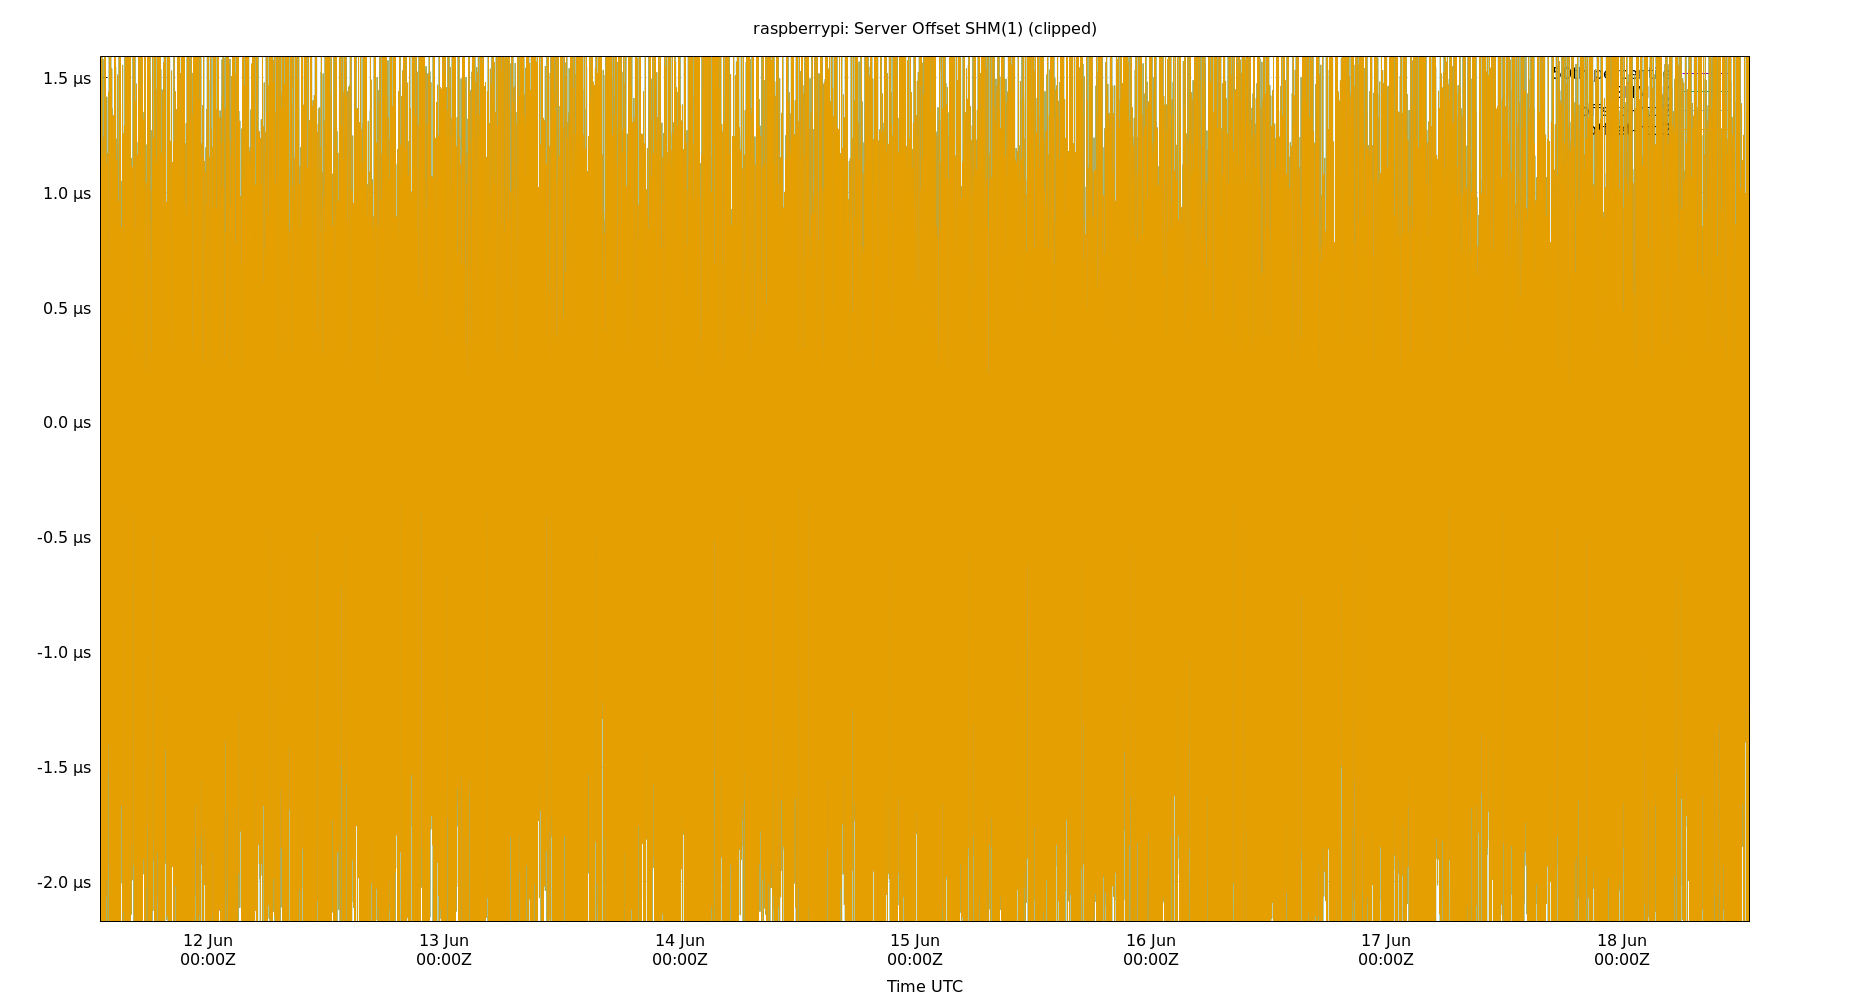 raspberrypi: Server Offset SHM(1) (clipped)
1.5 µs
1.0 µs
0.5 µs
0.0 µs
-0.5 µs
-1.0 µs
-1.5 µs
-2.0 µs
12 Jun 13 Jun 14 Jun 15 Jun 16 Jun 17 Jun 18 Jun
00:00Z 00:00Z 00:00Z 00:00Z 00:00Z 00:00Z 00:00Z
Time UTC